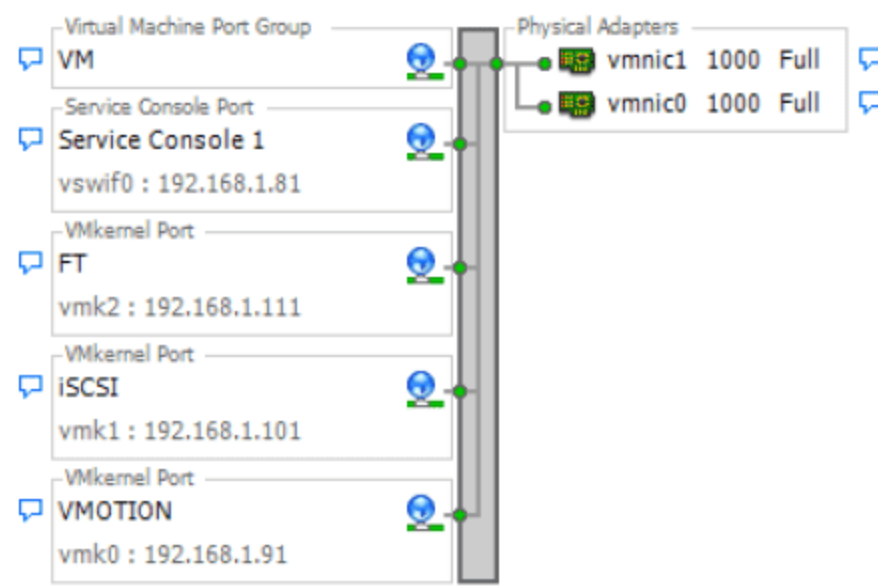 Virtual Machine Port Group
VM
Service Console Port
Service Console 1
vswif0 : 192.168.1.81
VMkernel Port
FT
vmk2 : 192.168.1.111
VMkernel Port
iSCSI
vmk1 : 192.168.1.101
VMkernel Port
VMOTION
vmk0 : 192.168.1.91
Physical Adapters
vmnic1 1000 Full
vmnic0 1000 Full